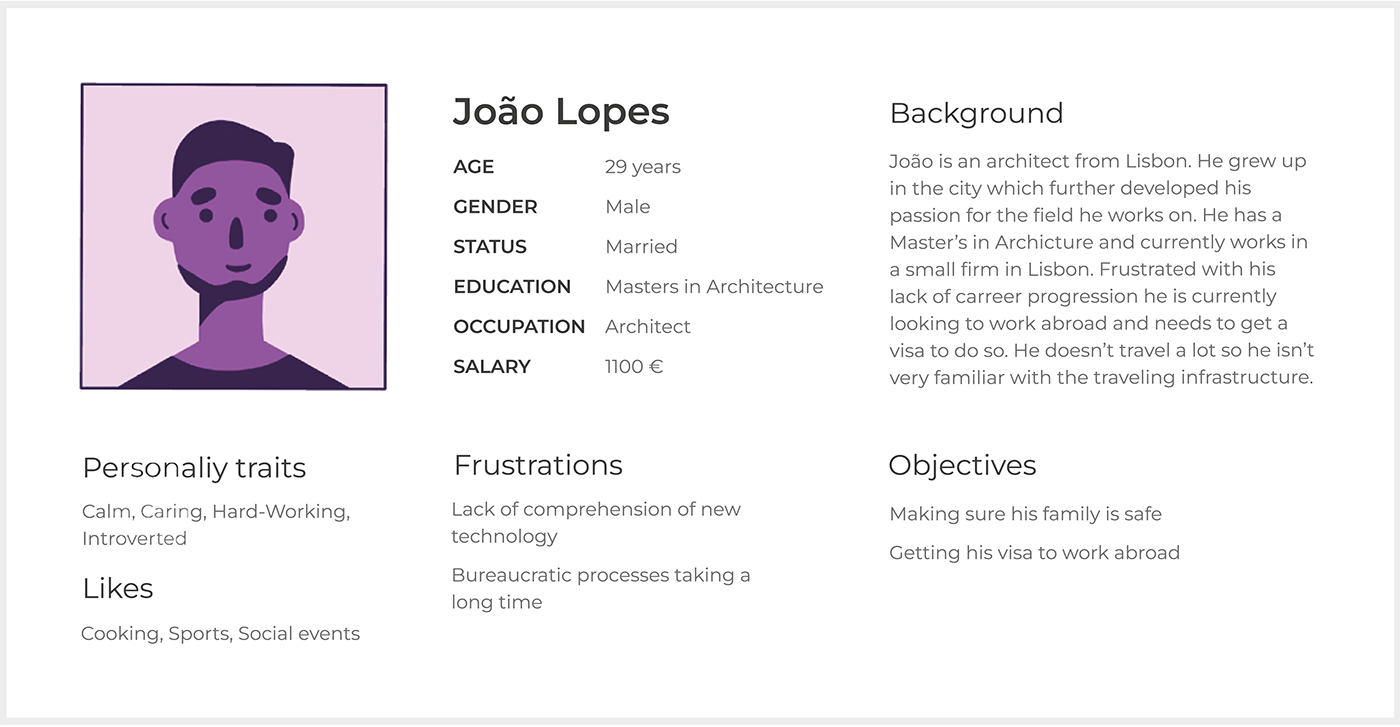 João Lopes
AGE 29 years
GENDER Male
STATUS Married
EDUCATION Masters in Architecture
OCCUPATION Architect
SALARY 1100 €
Background
João is an architect from Lisbon. He grew up
in the city which further developed his
passion for the field he works on. He has a
Master’s in Archicture and currently works in
a small firm in Lisbon. Frustrated with his
lack of carreer progression he is currently
looking to work abroad and needs to get a
visa to do so. He doesn’t travel a lot so he isn’t
very familiar with the traveling infrastructure.
Personaliy traits
Calm, Caring, Hard-Working,
Introverted
Likes
Cooking, Sports, Social events
Frustrations
Lack of comprehension of new
technology
Bureaucratic processes taking a
long time
Objectives
Making sure his family is safe
Getting his visa to work abroad